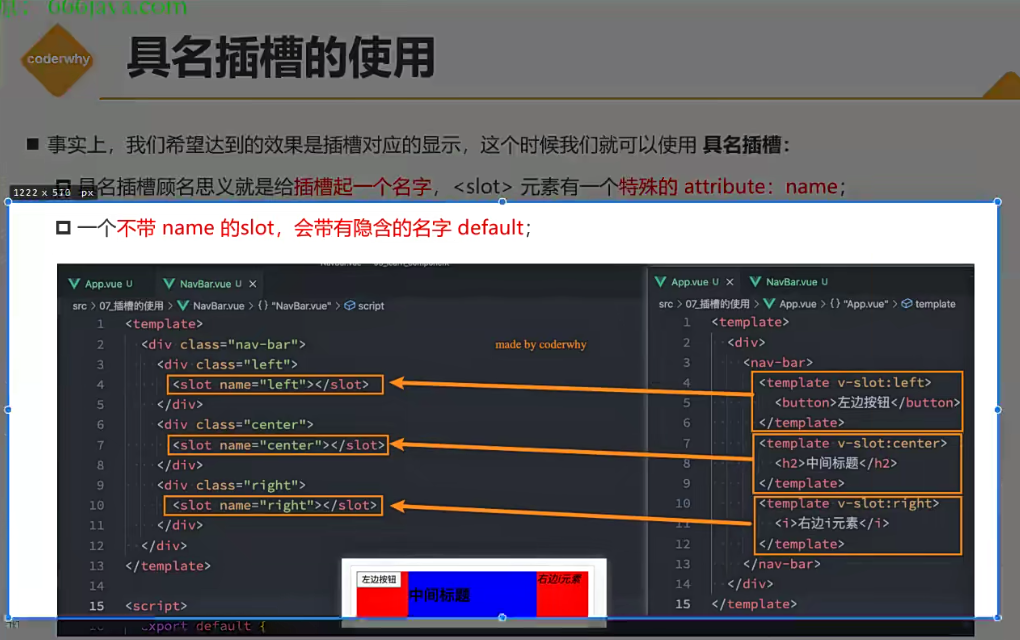 666java.com
coderwhy
具名插槽的使用
事实上，我们希望达到的效果是插槽对应的显示，这个时候我们就可以使用 具名插槽：
具名插槽顾名思义就是给插槽起一个名字，<slot> 元素有一个特殊的 attribute：name；
1222 x 510 px
一个不带 name 的slot，会带有隐含的名字 default；
App.vue U
NavBar.vue U ×
src > 07_插槽的使用 > NavBar.vue > {} "NavBar.vue" > script
1 <template>
2 <div class="nav-bar">
3 <div class="left">
4 <slot name="left"></slot>
5 </div>
6 <div class="center">
7 <slot name="center"></slot>
8 </div>
9 <div class="right">
10 <slot name="right"></slot>
11 </div>
12 </div>
13 </template>
14
15 <script>
export default {
made by coderwhy
App.vue U ×
NavBar.vue U
src > 07_插槽的使用 > App.vue > {} "App.vue" > template
1 <template>
2 <div>
3 <nav-bar>
4 <template v-slot:left>
5 <button>左边按钮</button>
6 </template>
7 <template v-slot:center>
8 <h2>中间标题</h2>
9 </template>
10 <template v-slot:right>
11 <i>右边i元素</i>
12 </template>
13 </nav-bar>
14 </div>
15 </template>
左边按钮
中间标题
右边i元素